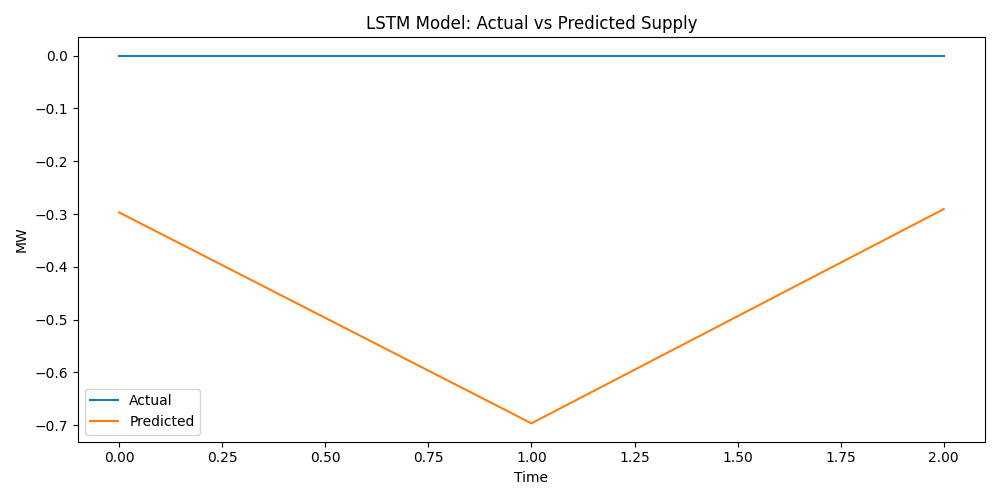 LSTM Model: Actual vs Predicted Supply
MW
0.0
−0.1
−0.2
−0.3
−0.4
−0.5
−0.6
−0.7
Actual
Predicted
0.00 0.25 0.50 0.75 1.00 1.25 1.50 1.75 2.00
Time